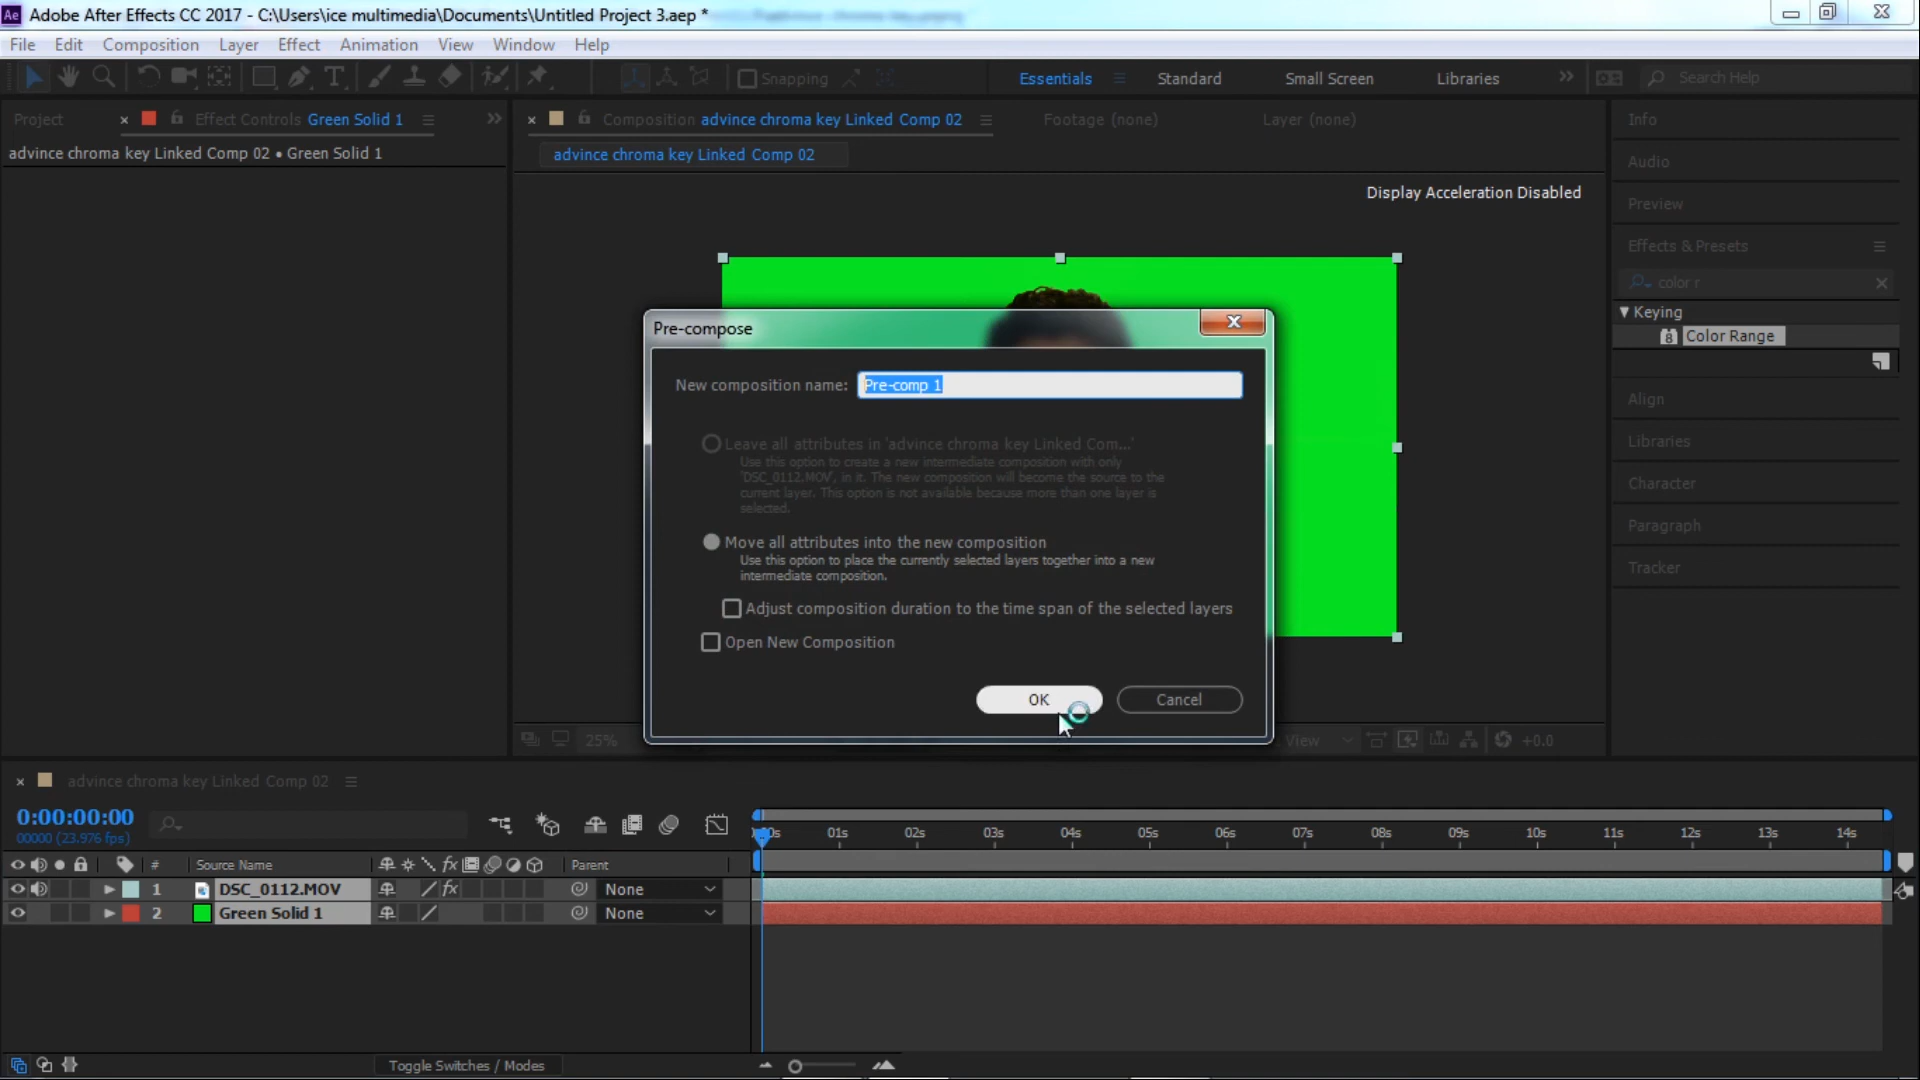 Adobe After Effects CC 2017 - C:\Users\ice multimedia\Documents\Untitled Project 3.aep *
File Edit Composition Layer Effect Animation View Window Help
Snapping Essentials Standard Small Screen Libraries Search Help
Project Effect Controls Green Solid 1
Composition advince chroma key Linked Comp 02 Footage (none) Layer (none)
Info
advince chroma key Linked Comp 02 • Green Solid 1
advince chroma key Linked Comp 02
Audio
Display Acceleration Disabled
Preview
Effects & Presets
color r
Keying
8 Color Range
Align
Libraries
Character
Paragraph
Tracker
Pre-compose
New composition name: Pre-comp 1
Leave all attributes in 'advince chroma key Linked Com...'
Use this option to create a new intermediate composition with only
'DSC_0112.MOV', in it. The new composition will become the source to the
current layer. This option is not available because more than one layer is
selected.
Move all attributes into the new composition
Use this option to place the currently selected layers together into a new
intermediate composition.
Adjust composition duration to the time span of the selected layers
Open New Composition
OK Cancel
25% View +0.0
advince chroma key Linked Comp 02
0:00:00:00
00000 (23.976 fps)
01s 02s 03s 04s 05s 06s 07s 08s 09s 10s 11s 12s 13s 14s
# Source Name fx Parent
1 DSC_0112.MOV fx None
2 Green Solid 1 None
Toggle Switches / Modes